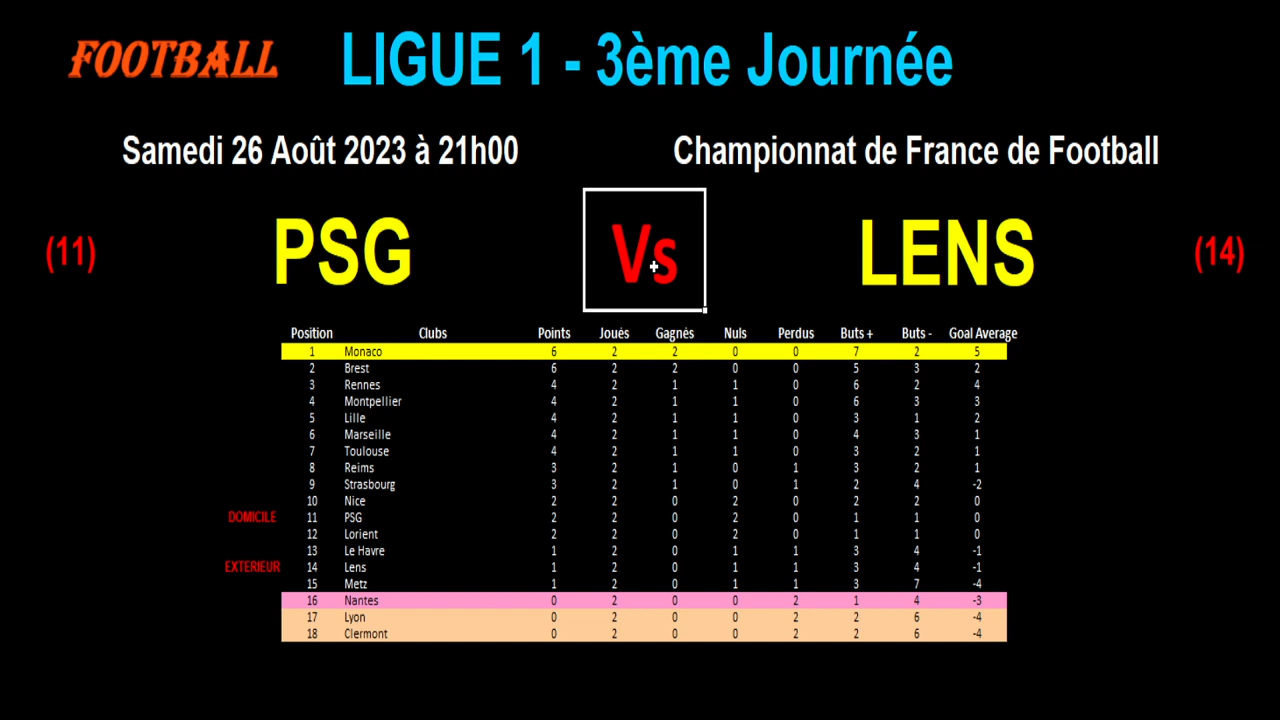 FOOTBALL LIGUE 1 - 3ème Journée
Samedi 26 Août 2023 à 21h00 Championnat de France de Football
(11) PSG Vs LENS (14)
Position Clubs Points Joués Gagnés Nuls Perdus Buts + Buts - Goal Average
1 Monaco 6 2 2 0 0 7 2 5
2 Brest 6 2 2 0 0 5 3 2
3 Rennes 4 2 1 1 0 6 2 4
4 Montpellier 4 2 1 1 0 6 3 3
5 Lille 4 2 1 1 0 3 1 2
6 Marseille 4 2 1 1 0 4 3 1
7 Toulouse 4 2 1 1 0 3 2 1
8 Reims 3 2 1 0 1 3 2 1
9 Strasbourg 3 2 1 0 1 2 4 -2
10 Nice 2 2 0 2 0 2 2 0
DOMICILE 11 PSG 2 2 0 2 0 1 1 0
12 Lorient 2 2 0 2 0 1 1 0
13 Le Havre 1 2 0 1 1 3 4 -1
EXTERIEUR 14 Lens 1 2 0 1 1 3 4 -1
15 Metz 1 2 0 1 1 3 7 -4
16 Nantes 0 2 0 0 2 1 4 -3
17 Lyon 0 2 0 0 2 2 6 -4
18 Clermont 0 2 0 0 2 2 6 -4